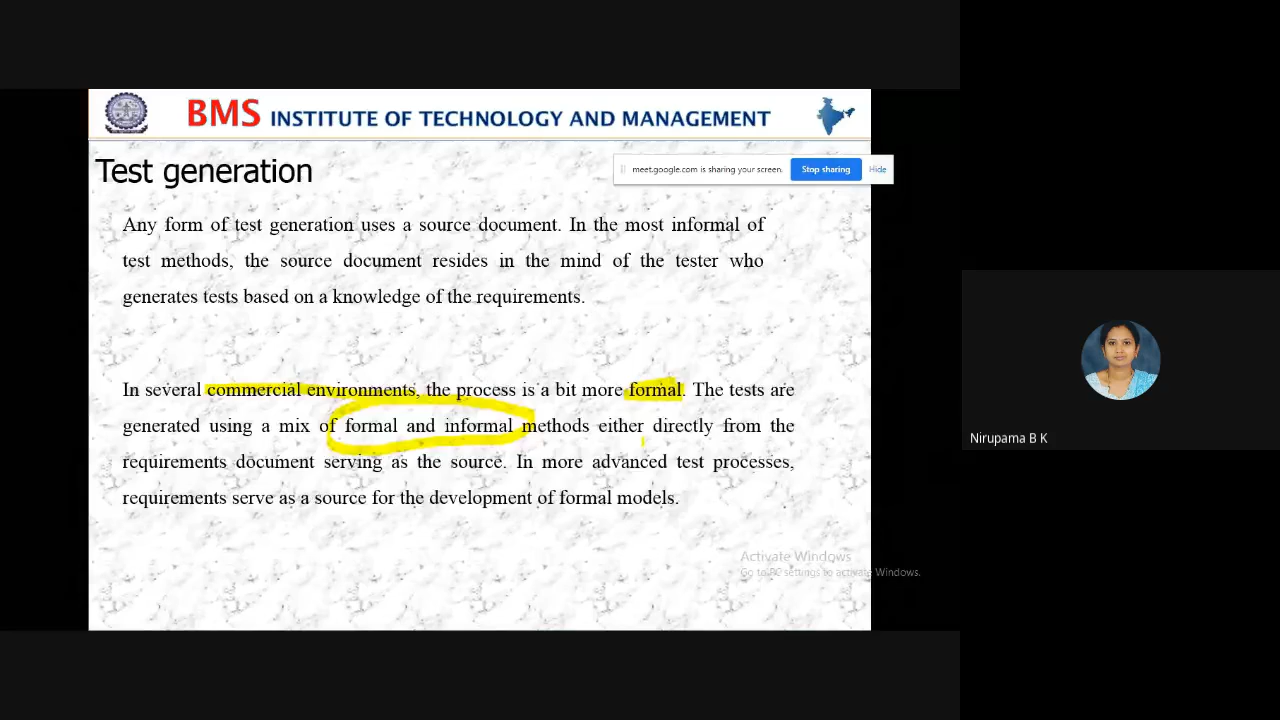 BMS INSTITUTE OF TECHNOLOGY AND MANAGEMENT
Test generation
meet.google.com is sharing your screen.
Stop sharing
Hide
Any form of test generation uses a source document. In the most informal of
test methods, the source document resides in the mind of the tester who
generates tests based on a knowledge of the requirements.
In several commercial environments, the process is a bit more formal. The tests are
generated using a mix of formal and informal methods either directly from the
requirements document serving as the source. In more advanced test processes,
requirements serve as a source for the development of formal models.
Nirupama B K
Activate Windows
Go to PC settings to activate Windows.